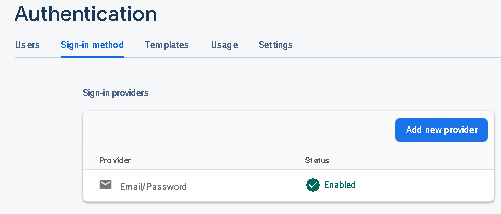 Authentication
Users Sign-in method Templates Usage Settings
Sign-in providers
Add new provider
Provider Status
Email/Password Enabled